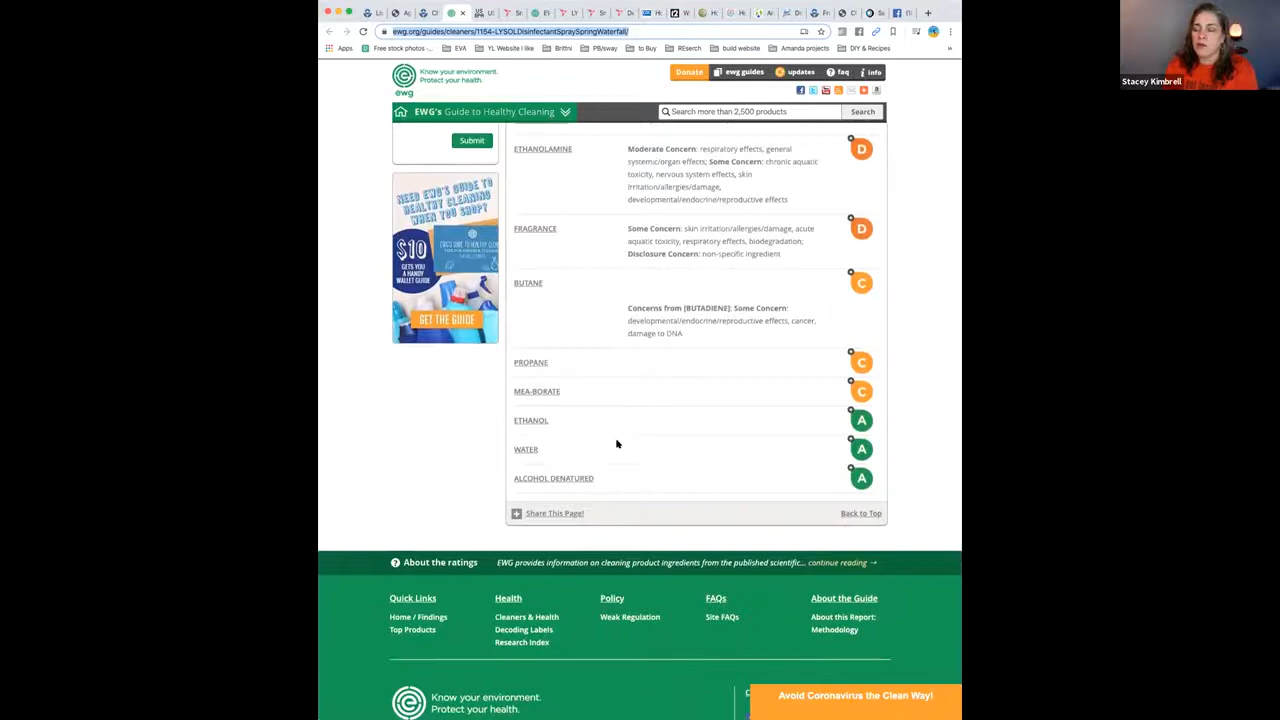 ewg.org/guides/cleaners/1154-LYSOLDisinfectantSpraySpringWaterfall/
Apps
Free stock photos -...
EVA
YL Website I like
Brittni
PB/sway
to Buy
REserch
build website
Amanda projects
DIY & Recipes
Stacey Kimbrell
Know your environment.
Protect your health.
ewg
Donate
ewg guides
updates
faq
info
EWG's Guide to Healthy Cleaning
Search more than 2,500 products
Search
Submit
NEED EWG'S GUIDE TO
HEALTHY CLEANING
WHEN YOU SHOP?
$10
GETS YOU
A HANDY
WALLET GUIDE
GET THE GUIDE
ETHANOLAMINE
Moderate Concern: respiratory effects, general
systemic/organ effects; Some Concern: chronic aquatic
toxicity, nervous system effects, skin
irritation/allergies/damage,
developmental/endocrine/reproductive effects
D
FRAGRANCE
Some Concern: skin irritation/allergies/damage, acute
aquatic toxicity, respiratory effects, biodegradation;
Disclosure Concern: non-specific ingredient
D
BUTANE
Concerns from [BUTADIENE]: Some Concern:
developmental/endocrine/reproductive effects, cancer,
damage to DNA
C
PROPANE
C
MEA-BORATE
C
ETHANOL
A
WATER
A
ALCOHOL DENATURED
A
Share This Page!
Back to Top
About the ratings
EWG provides information on cleaning product ingredients from the published scientific... continue reading →
Quick Links
Home / Findings
Top Products
Health
Cleaners & Health
Decoding Labels
Research Index
Policy
Weak Regulation
FAQs
Site FAQs
About the Guide
About this Report:
Methodology
Know your environment.
Protect your health.
Avoid Coronavirus the Clean Way!